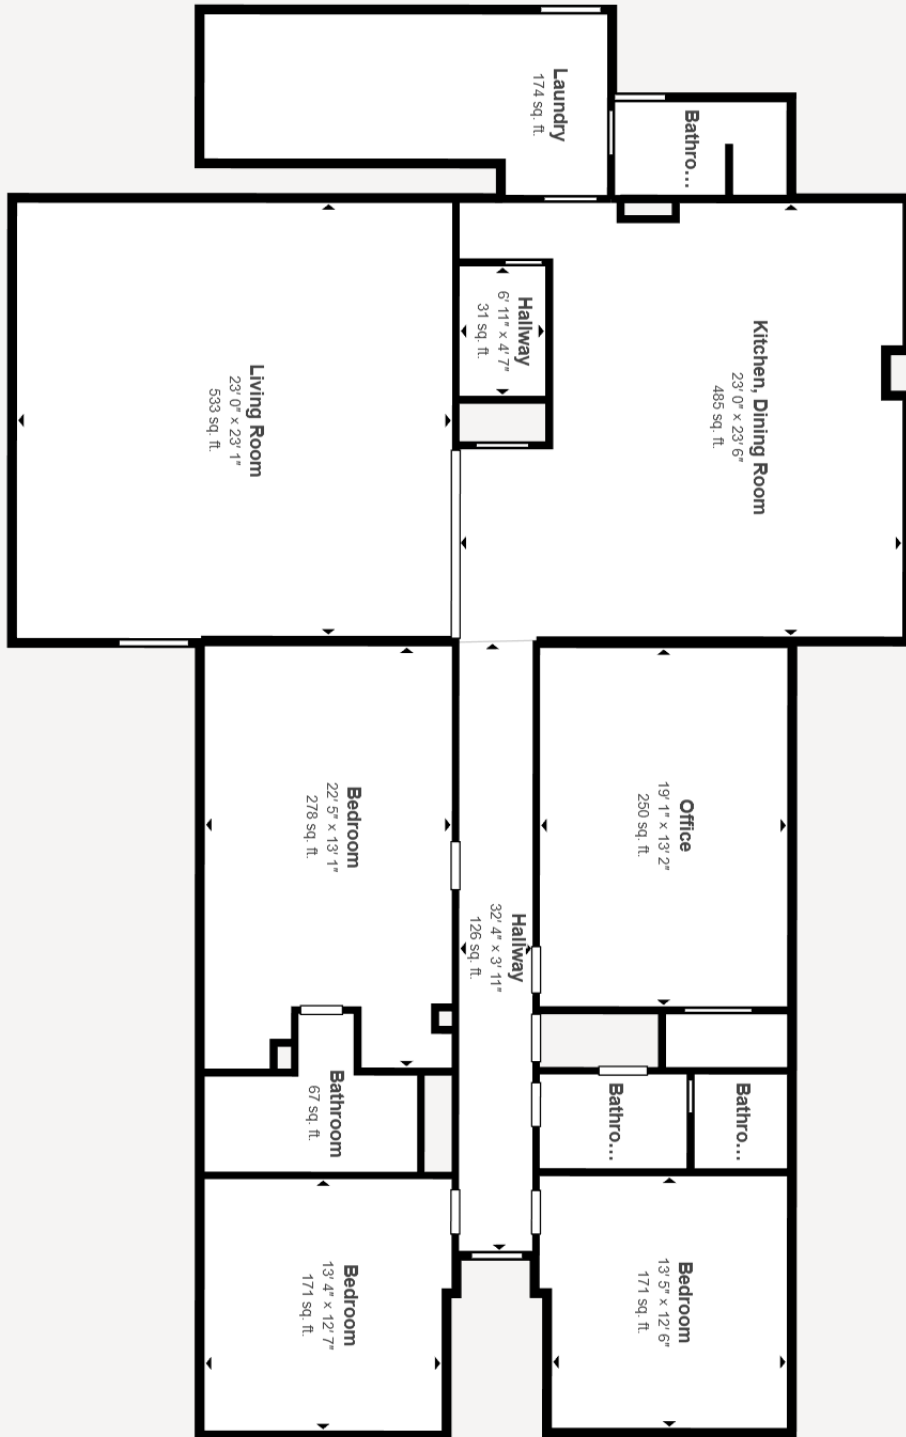 Laundry
174 sq. ft.
Bathro...
Hallway
6' 11" x 4' 7"
31 sq. ft.
Kitchen, Dining Room
23' 0" x 23' 6"
485 sq. ft.
Living Room
23' 0" x 23' 1"
533 sq. ft.
Bedroom
22' 5" x 13' 1"
278 sq. ft.
Office
19' 1" x 13' 2"
250 sq. ft.
Hallway
32' 4" x 3' 11"
126 sq. ft.
Bathroom
67 sq. ft.
Bathro...
Bathro...
Bedroom
13' 4" x 12' 7"
171 sq. ft.
Bedroom
13' 5" x 12' 6"
171 sq. ft.